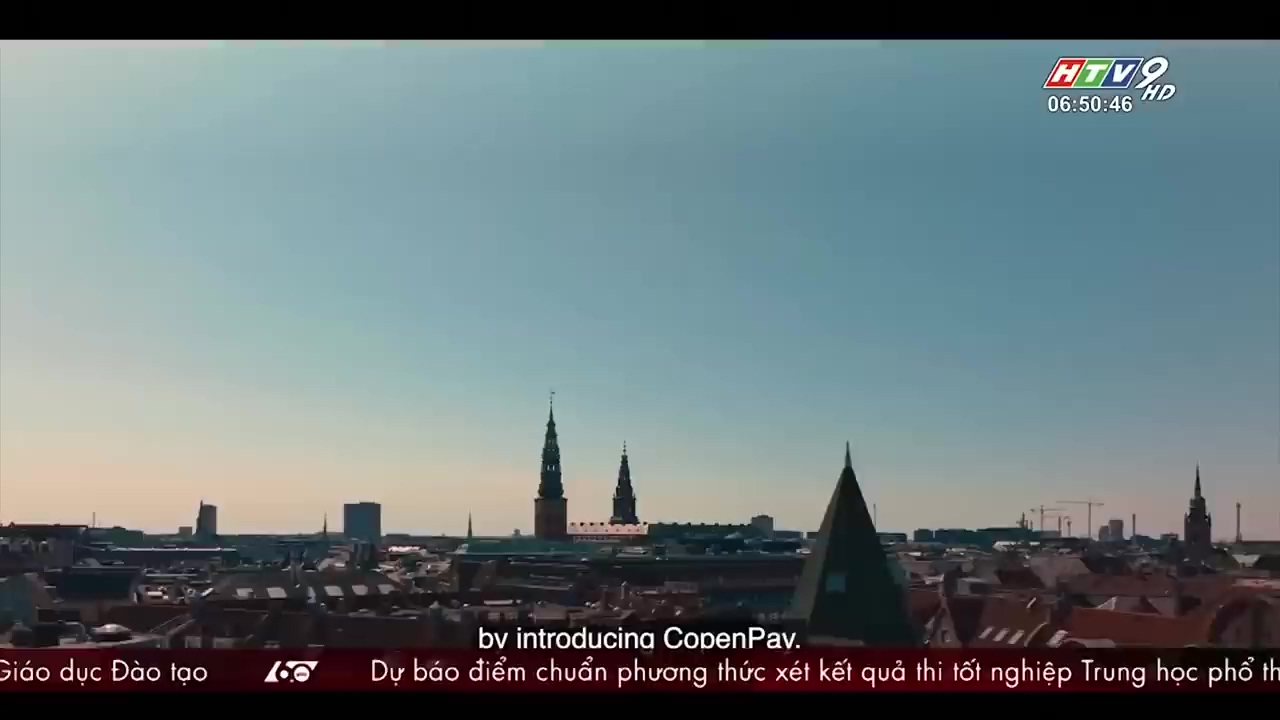 HTV9
HD
06:50:46
by introducing CopenPay.
Giáo dục Đào tạo
60
Dự báo điểm chuẩn phương thức xét kết quả thi tốt nghiệp Trung học phổ